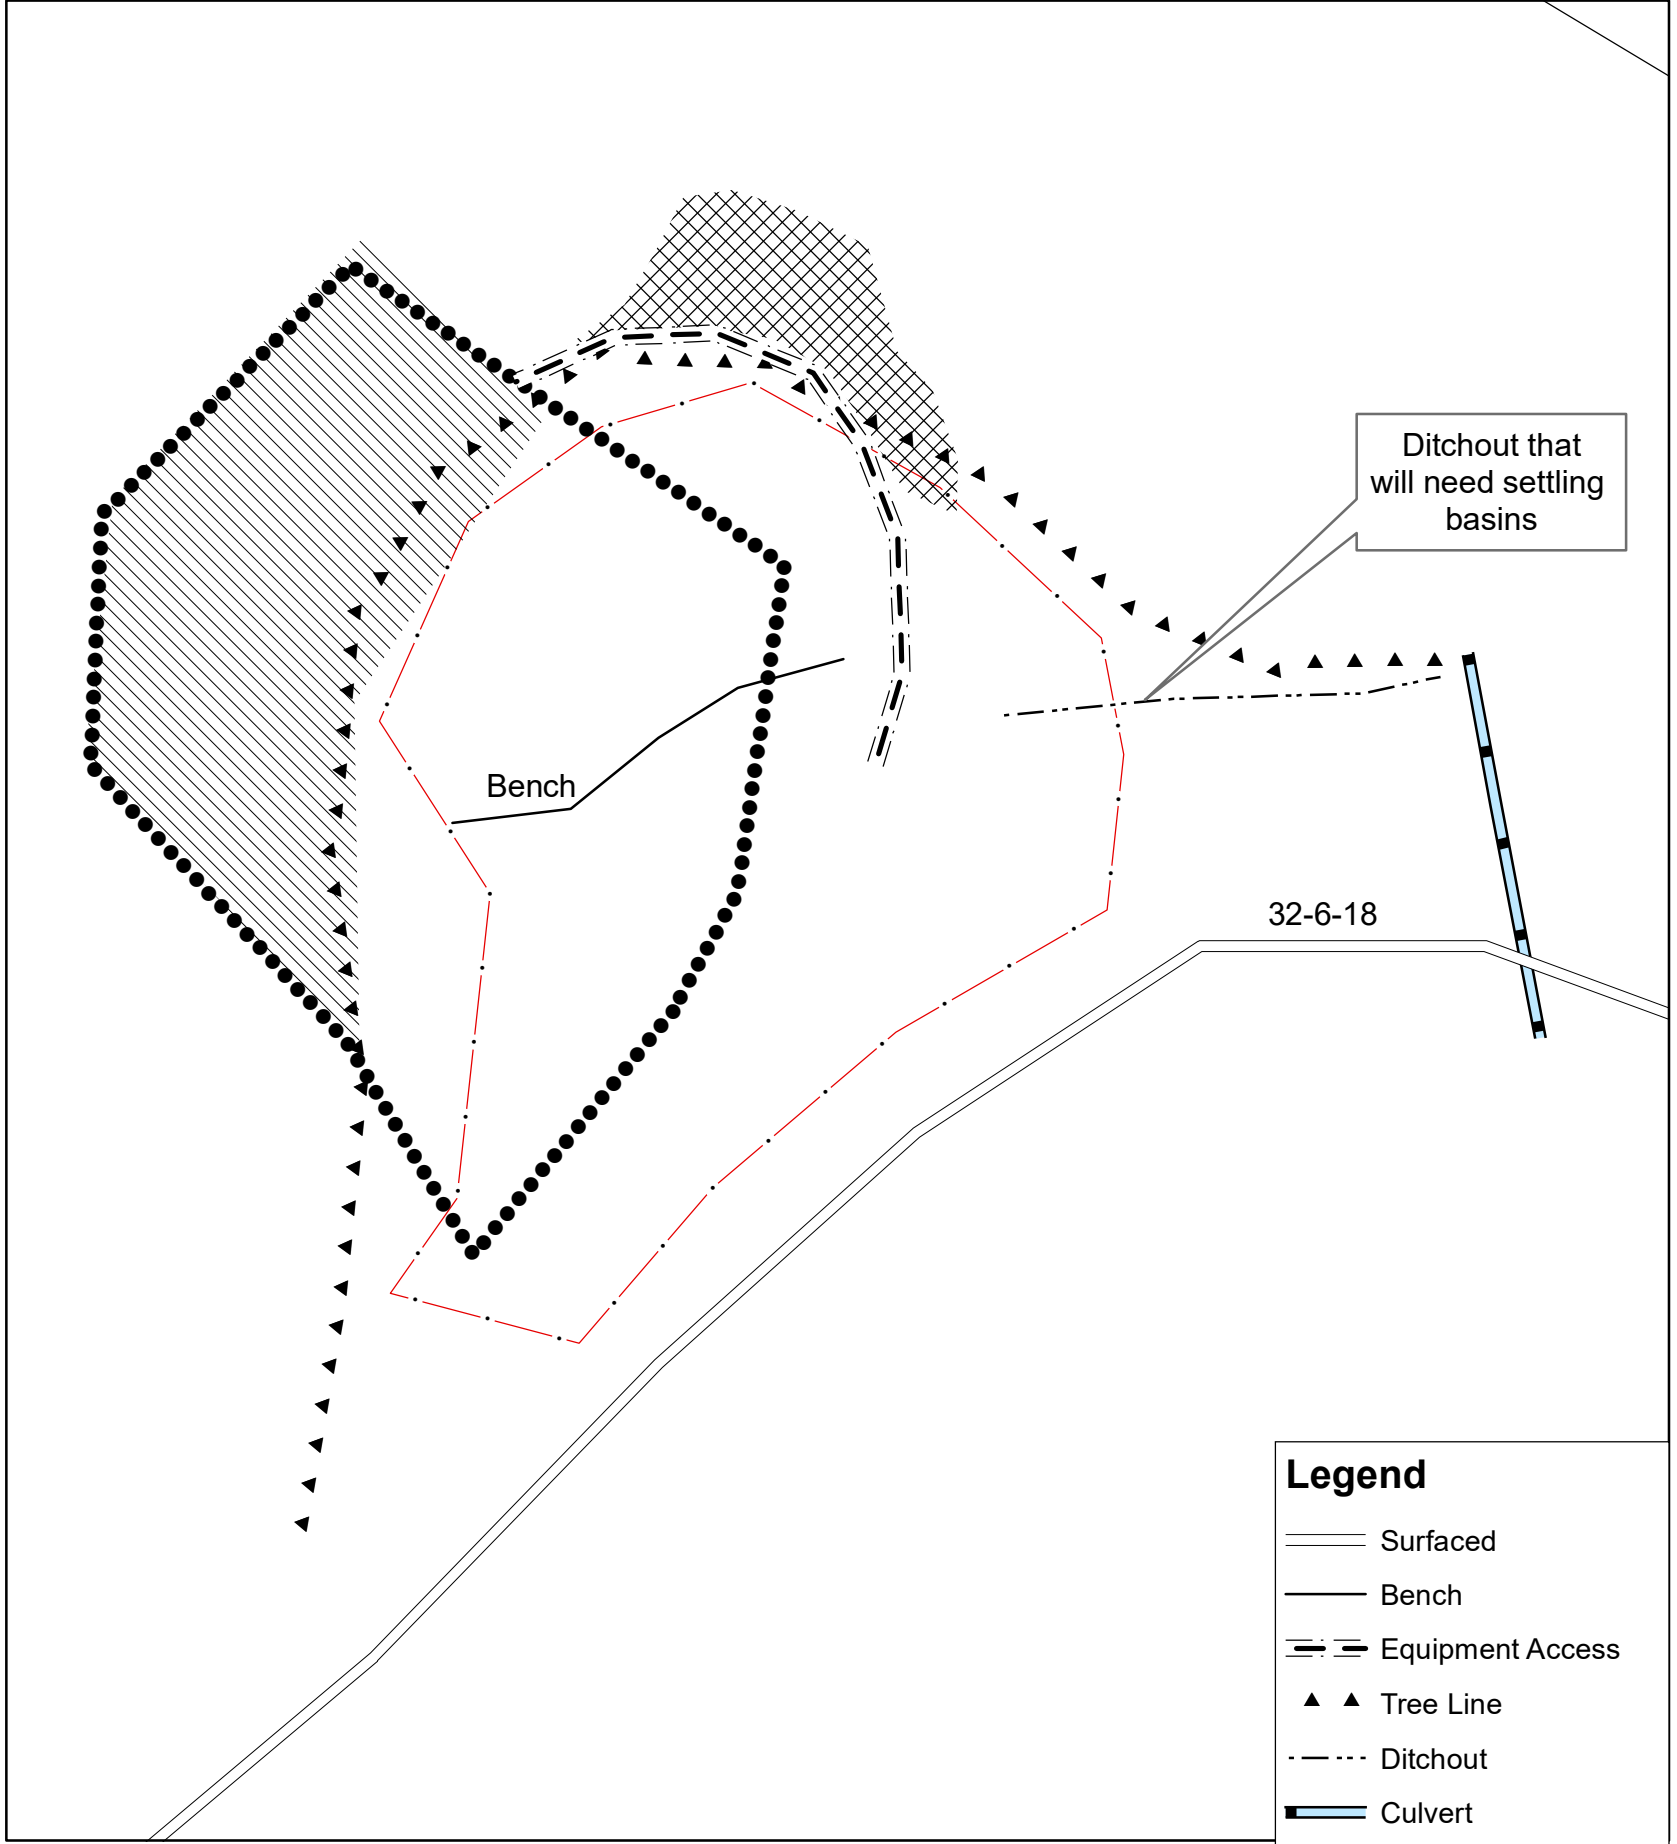 Ditchout that
will need settling
basins
Bench
32-6-18
Legend
Surfaced
Bench
Equipment Access
Tree Line
Ditchout
Culvert